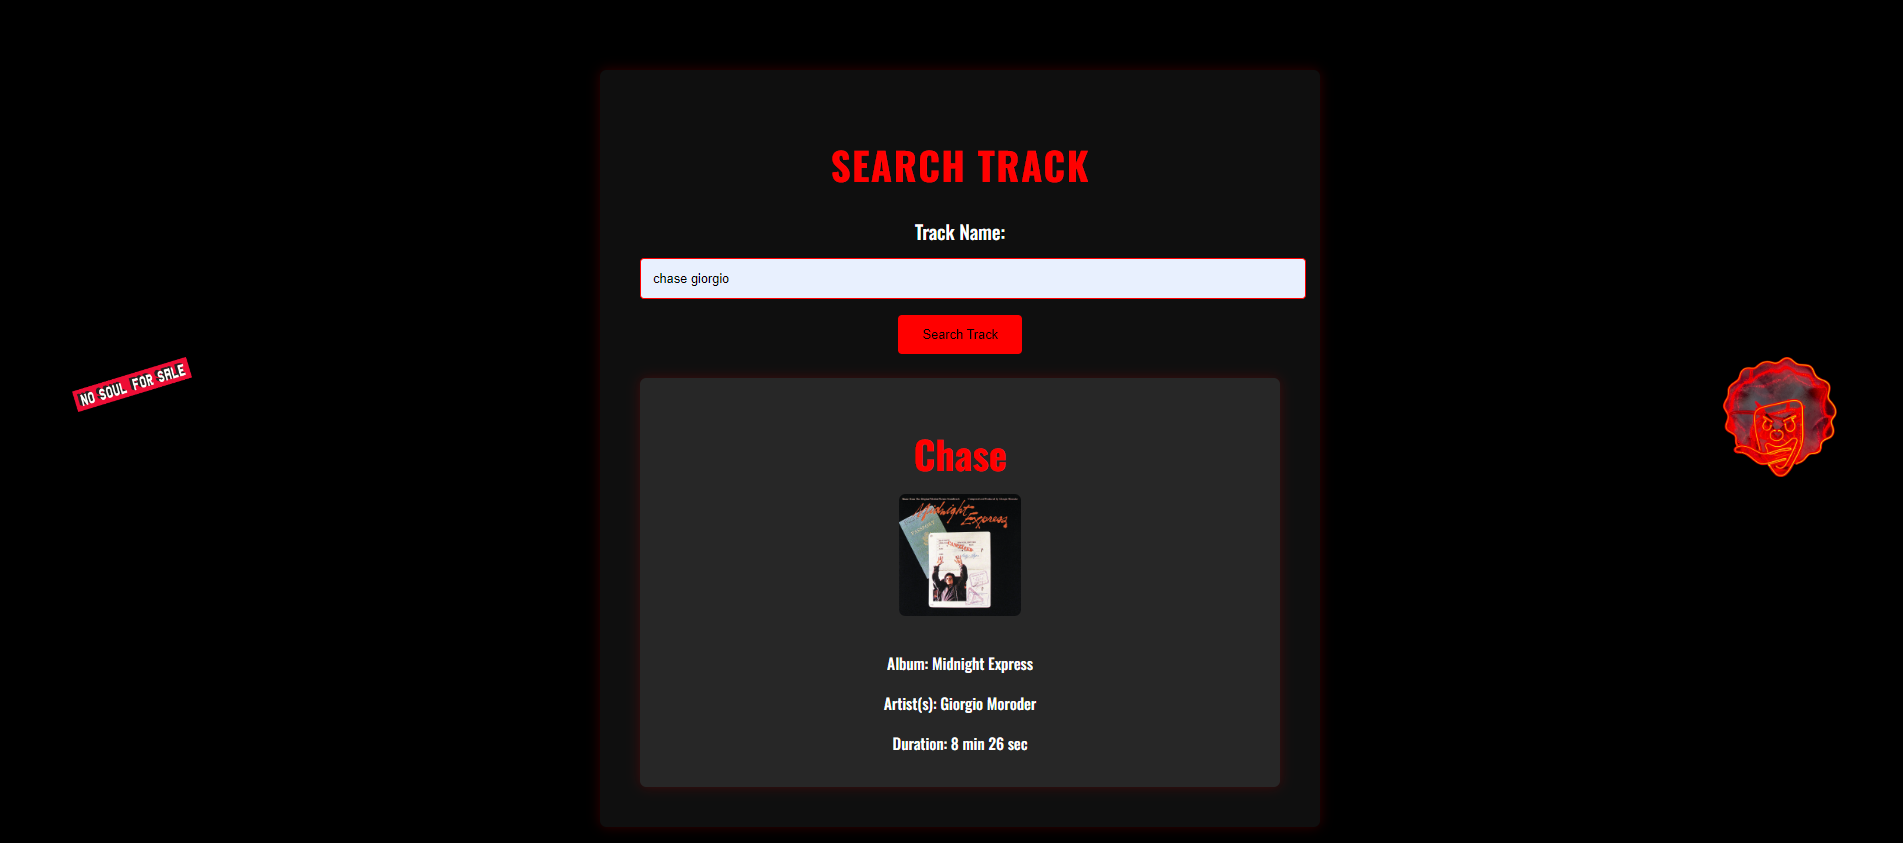 SEARCH TRACK
Track Name:
chase giorgio
Search Track
NO SOUL FOR SALE
Chase
Midnight
Express
Album: Midnight Express
Artist(s): Giorgio Moroder
Duration: 8 min 26 sec